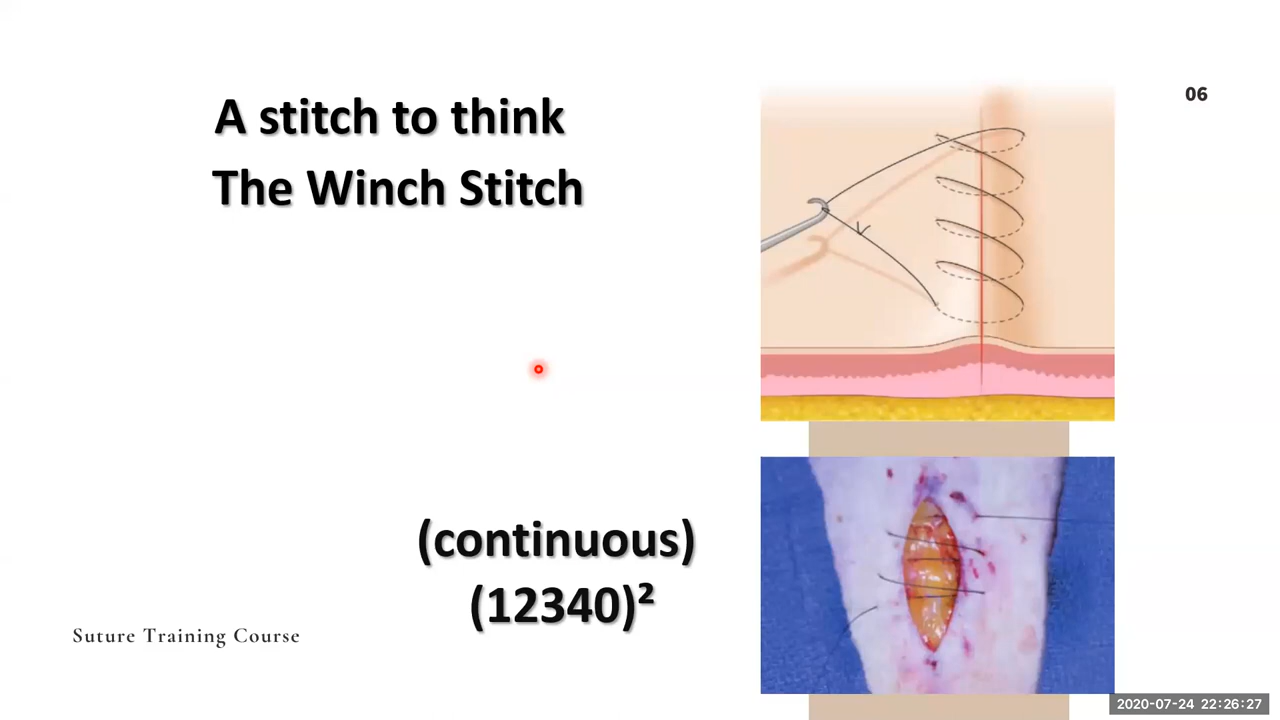 A stitch to think
The Winch Stitch
06
(continuous)
(12340)²
Suture Training Course
2020-07-24 22:26:27